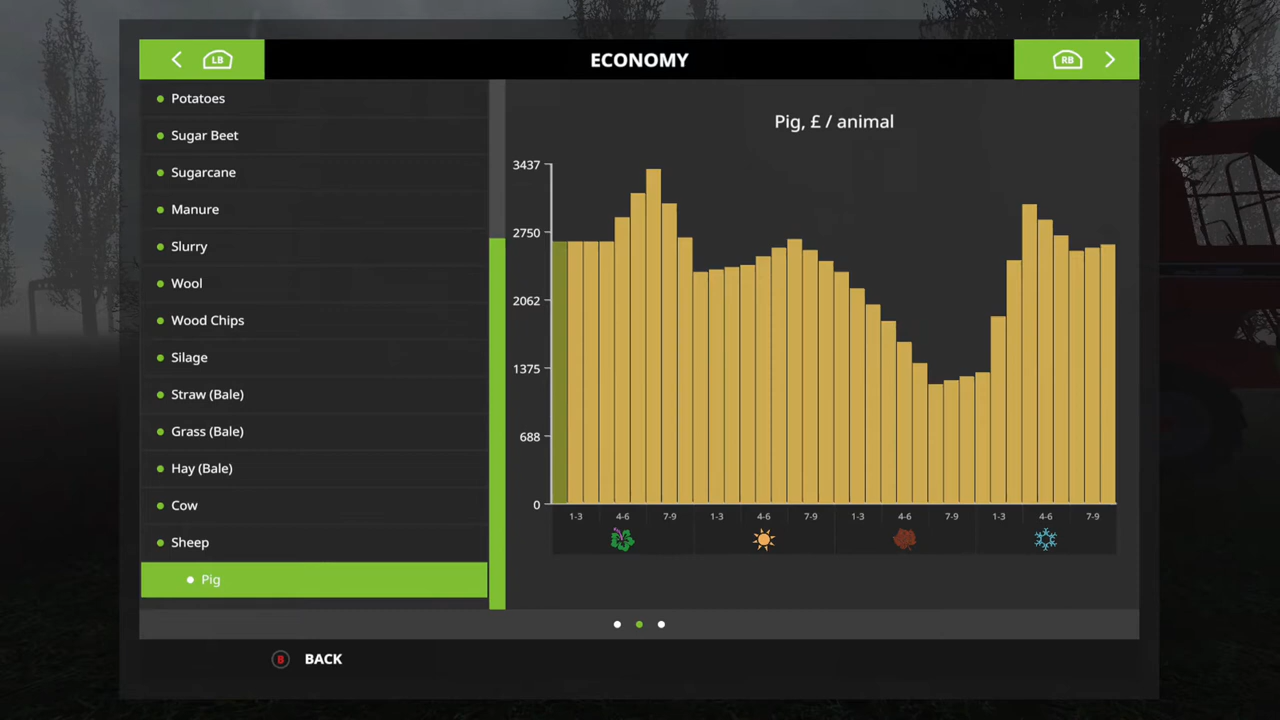 LB
ECONOMY
RB
Potatoes
Sugar Beet
Sugarcane
Manure
Slurry
Wool
Wood Chips
Silage
Straw (Bale)
Grass (Bale)
Hay (Bale)
Cow
Sheep
Pig
Pig, £ / animal
3437
2750
2062
1375
688
0
1-3 4-6 7-9 1-3 4-6 7-9 1-3 4-6 7-9 1-3 4-6 7-9
B BACK